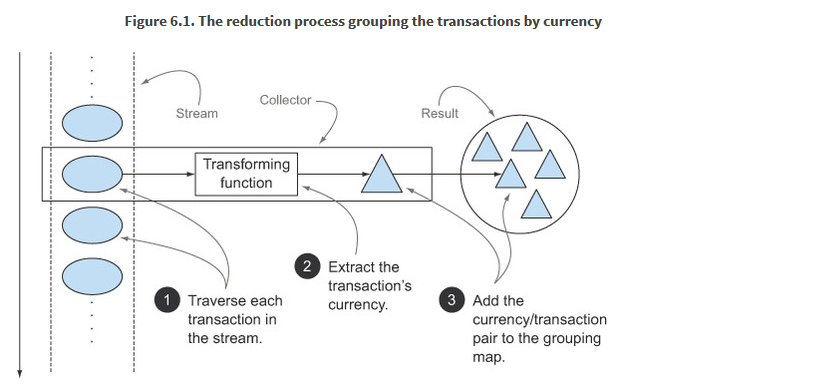 Figure 6.1. The reduction process grouping the transactions by currency
Stream
Collector
Result
Transforming
function
1 Traverse each
transaction in
the stream.
2 Extract the
transaction's
currency.
3 Add the
currency/transaction
pair to the grouping
map.